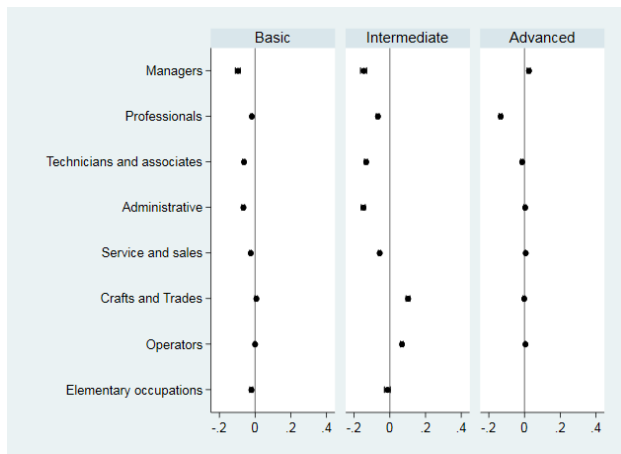 Basic Intermediate Advanced
Managers
Professionals
Technicians and associates
Administrative
Service and sales
Crafts and Trades
Operators
Elementary occupations
-.2 0 .2 .4 -.2 0 .2 .4 -.2 0 .2 .4